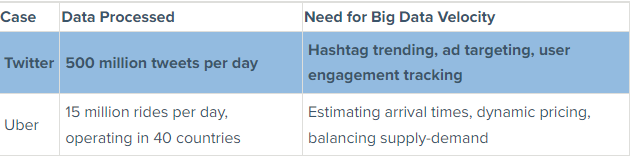 Case Data Processed Need for Big Data Velocity
Twitter 500 million tweets per day Hashtag trending, ad targeting, user
engagement tracking
Uber 15 million rides per day, Estimating arrival times, dynamic pricing,
operating in 40 countries balancing supply-demand